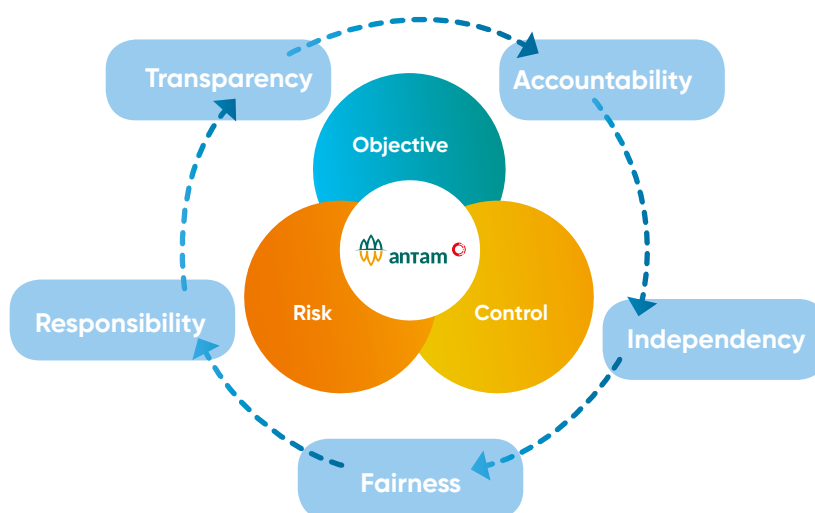 Transparency
Accountability
Objective
antam
Risk
Control
Responsibility
Independency
Fairness